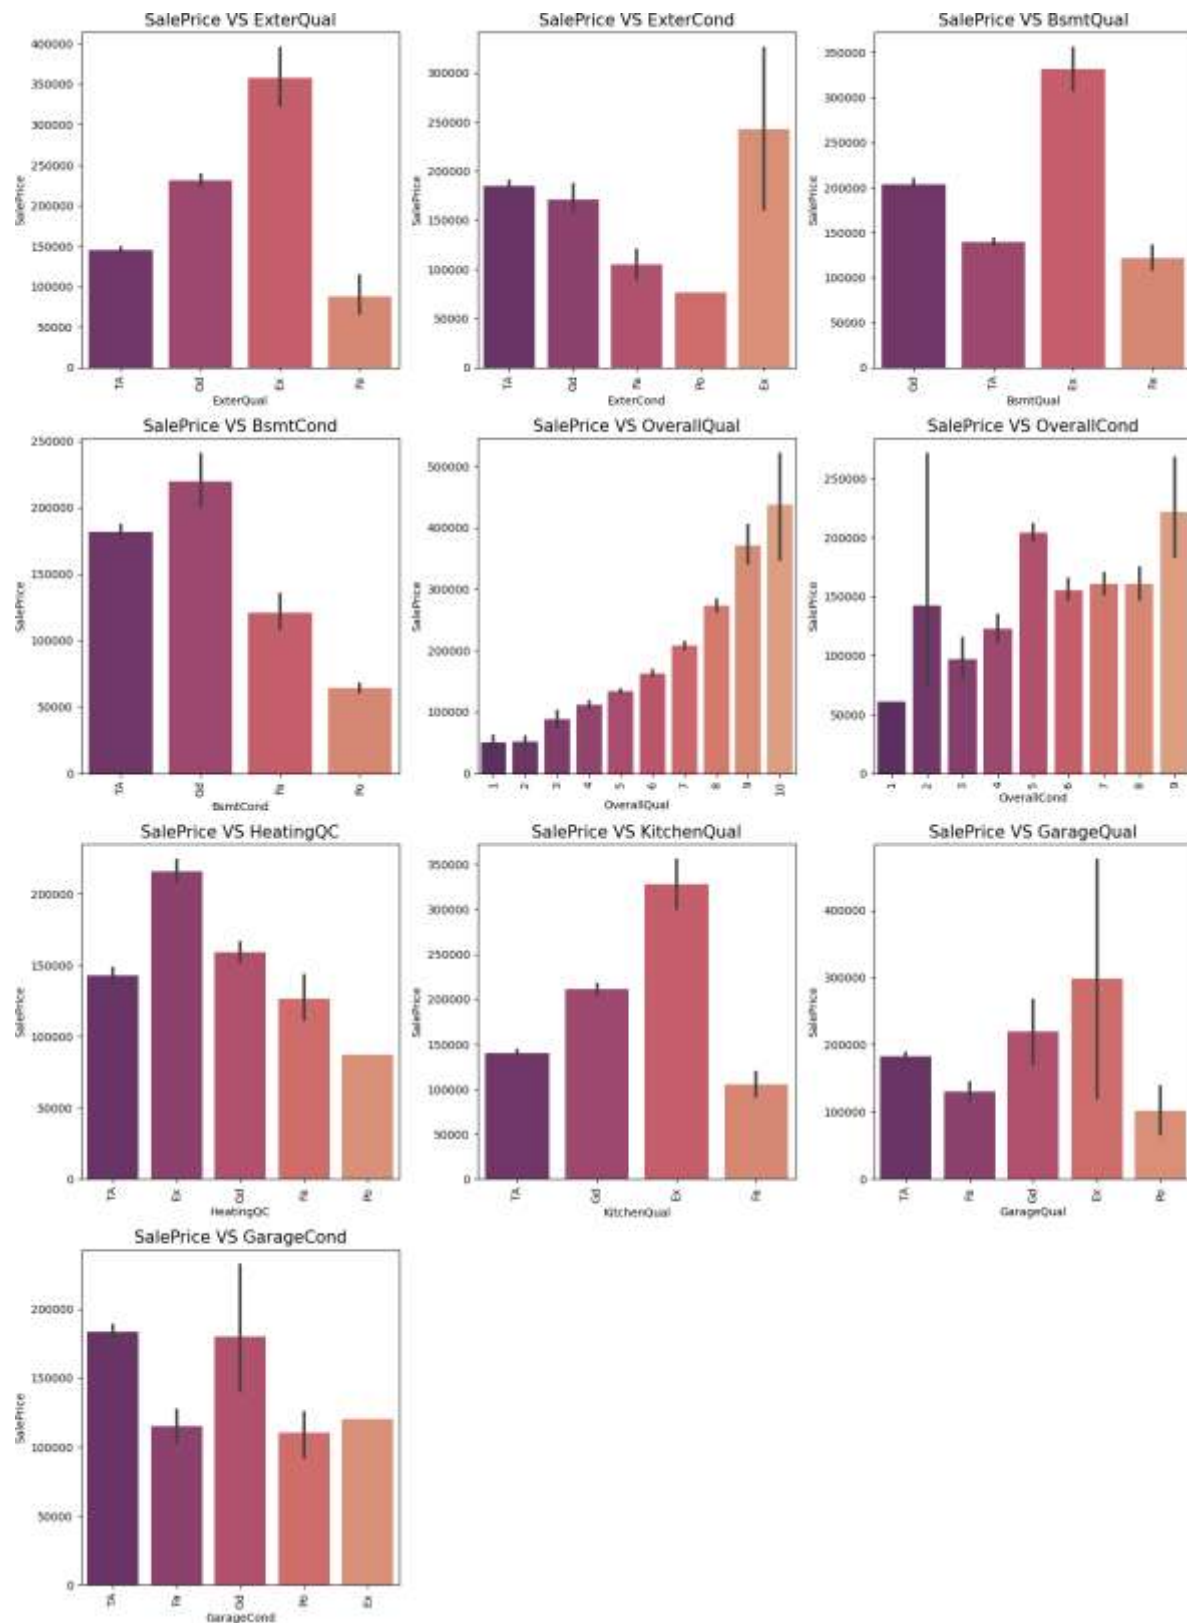 SalePrice VS ExterQual
400000
350000
300000
250000
200000
150000
100000
50000
0
SalePrice
TA Gd Ex Fa
ExterQual
SalePrice VS ExterCond
300000
250000
200000
150000
100000
50000
0
SalePrice
TA Gd Fa Po Ex
ExterCond
SalePrice VS BsmtQual
350000
300000
250000
200000
150000
100000
50000
0
SalePrice
Gd TA Ex Fa
BsmtQual
SalePrice VS BsmtCond
250000
200000
150000
100000
50000
0
SalePrice
TA Gd Fa Po
BsmtCond
SalePrice VS OverallQual
500000
400000
300000
200000
100000
0
SalePrice
1 2 3 4 5 6 7 8 9 10
OverallQual
SalePrice VS OverallCond
250000
200000
150000
100000
50000
0
SalePrice
1 2 3 4 5 6 7 8 9
OverallCond
SalePrice VS HeatingQC
200000
150000
100000
50000
0
SalePrice
TA Ex Gd Fa Po
HeatingQC
SalePrice VS KitchenQual
350000
300000
250000
200000
150000
100000
50000
0
SalePrice
TA Gd Ex Fa
KitchenQual
SalePrice VS GarageQual
400000
300000
200000
100000
0
SalePrice
TA Fa Gd Ex Po
GarageQual
SalePrice VS GarageCond
200000
150000
100000
50000
0
SalePrice
TA Fa Gd Po Ex
GarageCond